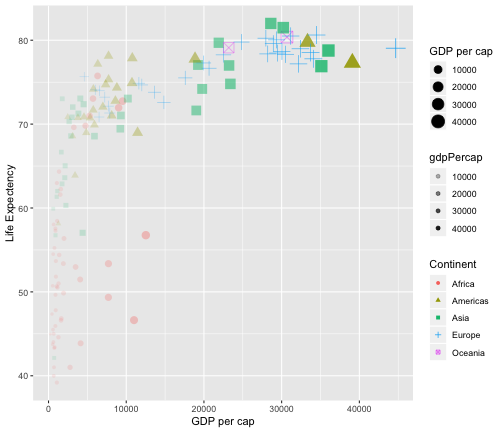 80
70
60
50
40
Life Expectency
0
10000
20000
30000
40000
GDP per cap
GDP per cap
10000
20000
30000
40000
gdpPercap
10000
20000
30000
40000
Continent
Africa
Americas
Asia
Europe
Oceania